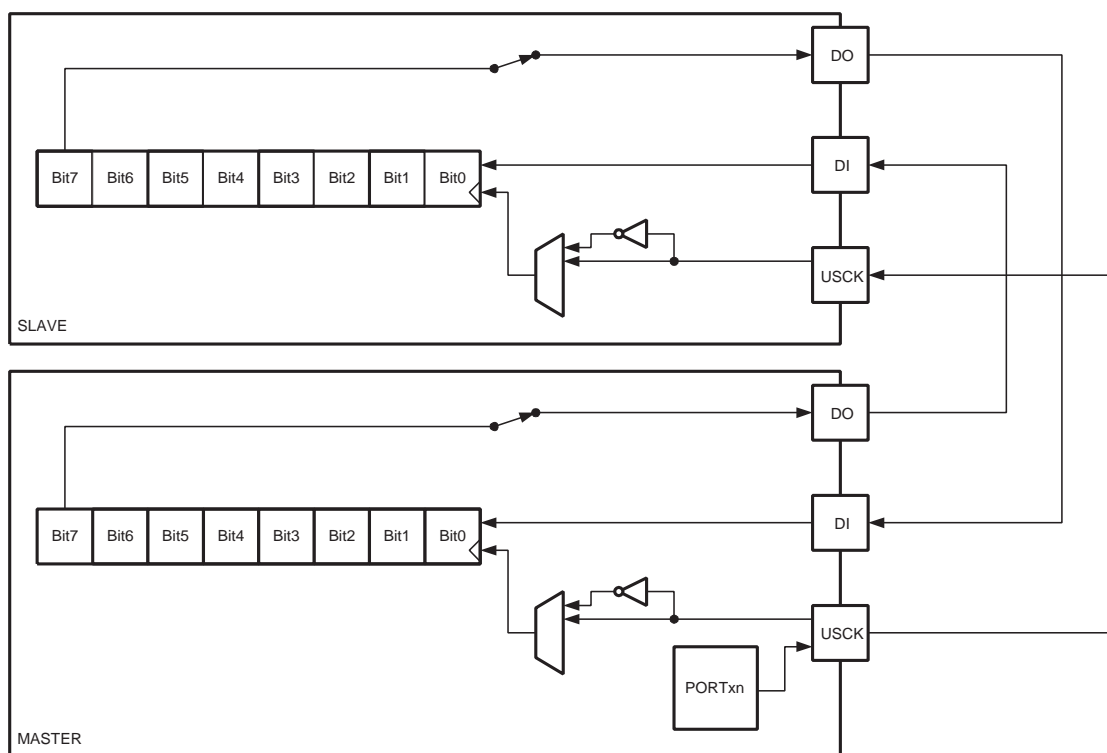 DO
Bit7 Bit6 Bit5 Bit4 Bit3 Bit2 Bit1 Bit0
DI
USCK
SLAVE
DO
Bit7 Bit6 Bit5 Bit4 Bit3 Bit2 Bit1 Bit0
DI
USCK
PORTxn
MASTER